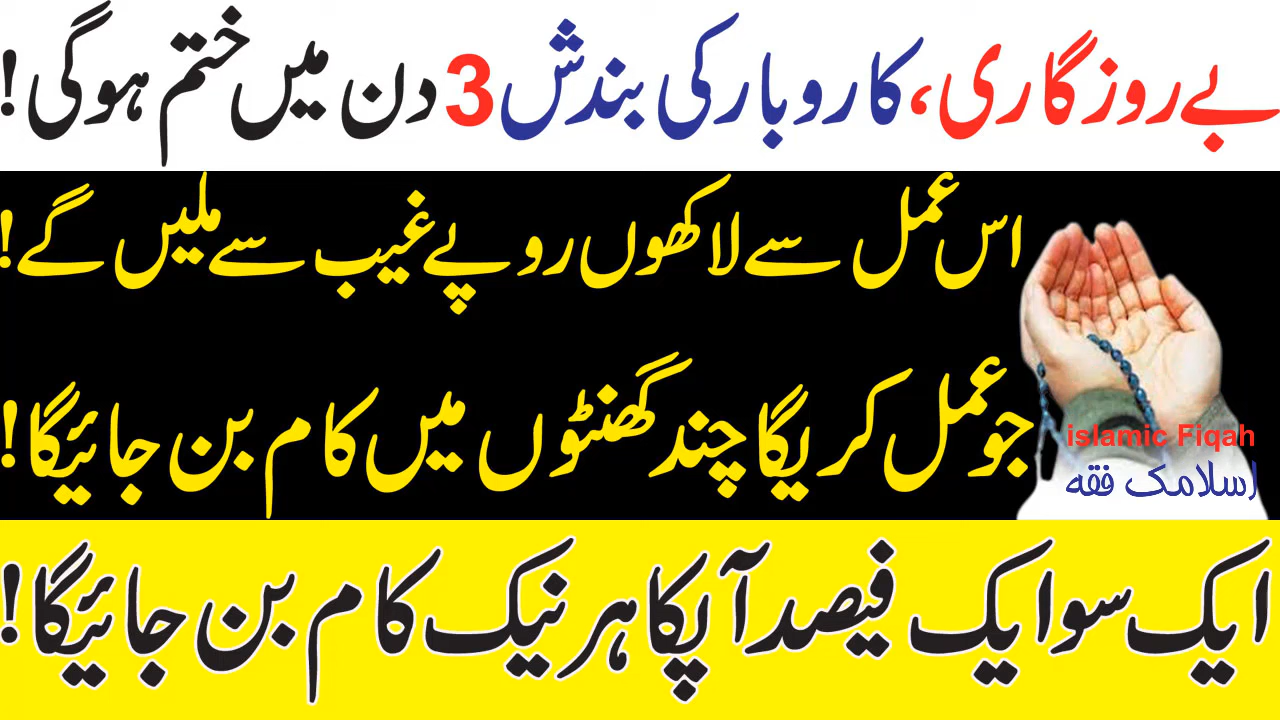 بے روزگاری، کاروبار کی بندش 3 دن میں ختم ہوگی!
اس عمل سے لاکھوں روپے غیب سے ملیں گے!
جو عمل کریگا چند گھنٹوں میں کام بن جائیگا!
islamic Fiqah
اسلامک فقہ
ایک سو ایک فیصد آپکا ہر نیک کام بن جائیگا!